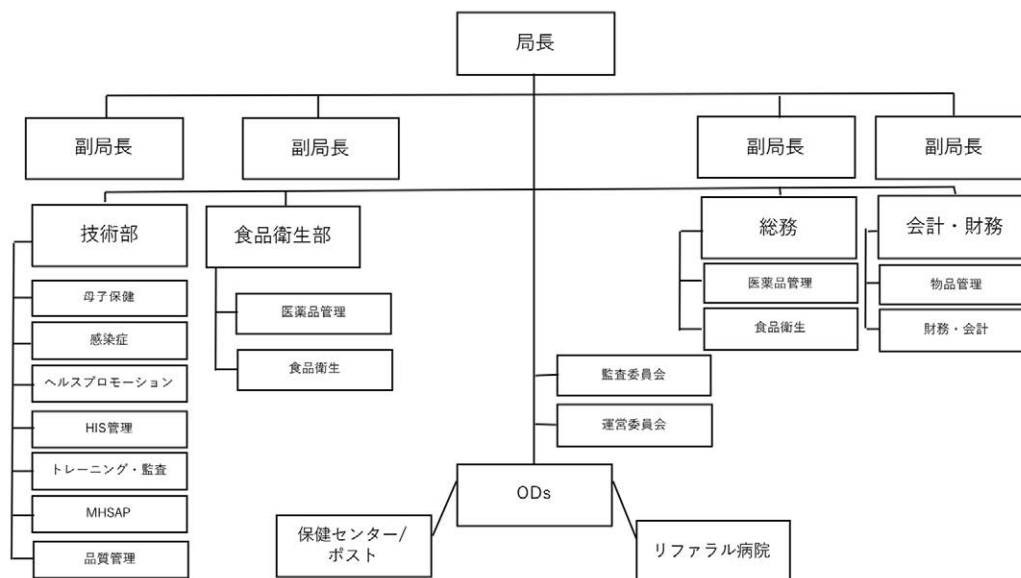 局長
副局長
副局長
副局長
副局長
技術部
食品衛生部
総務
会計・財務
母子保健
感染症
ヘルスプロモーション
HIS管理
トレーニング・監査
MHSAP
品質管理
医薬品管理
食品衛生
医薬品管理
食品衛生
物品管理
財務・会計
監査委員会
運営委員会
ODs
保健センター/
ポスト
リファラル病院